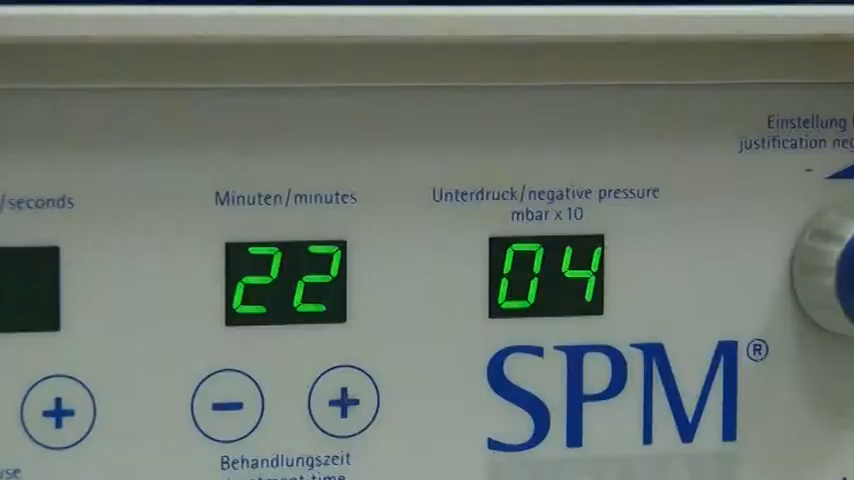 Einstellung
justification neg
/seconds
Minuten/minutes
Unterdruck/negative pressure
mbar x 10
22
04
SPM®
Behandlungszeit
treatment time